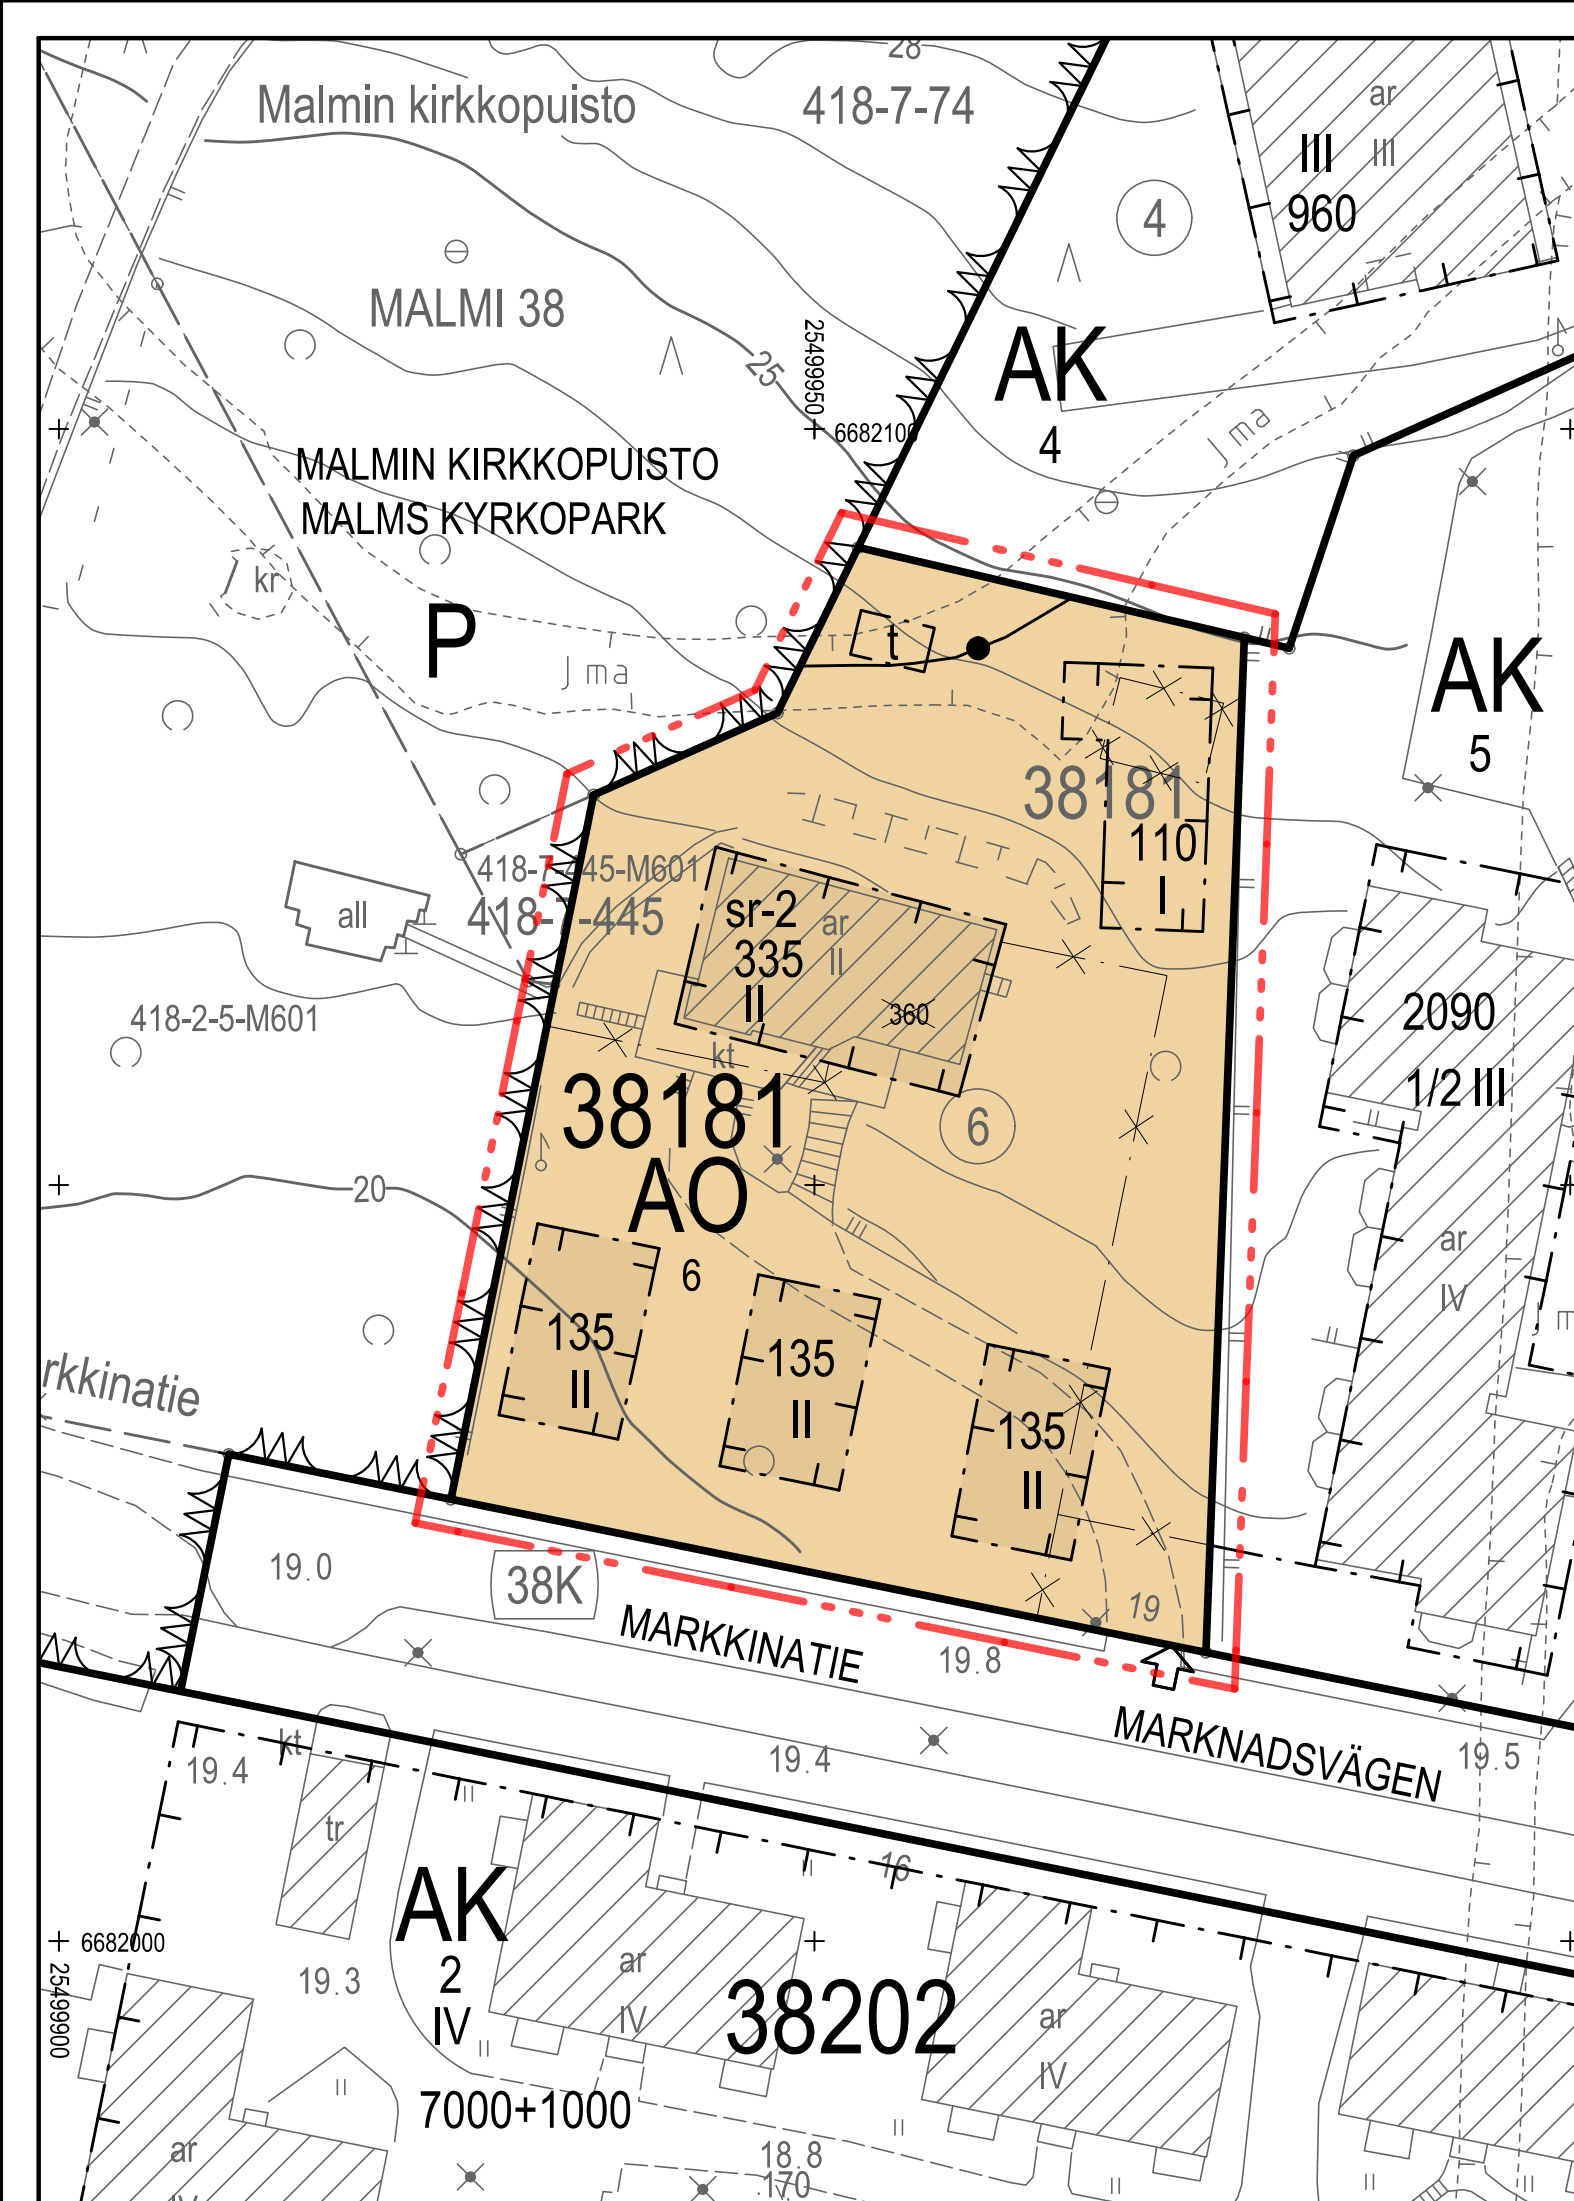 28
Malmin kirkkopuisto
418-7-74
ar
III
III
960
4
MALMI 38
25499950
25
6682100
AK
4
J ma
MALMIN KIRKKOPUISTO
MALMS KYRKOPARK
kr
P
J ma
t
AK
5
38181
110
I
418-7-445-M601
418-7-445
all
sr-2
ar
335
II
II
360
418-2-5-M601
2090
1/2 III
kt
38181
6
AO
6
20
ar
IV
135
II
135
II
135
II
rkkinatie
19.0
38K
19
MARKKINATIE
19.8
MARKNADSVÄGEN
19.5
kt
19.4
19.4
tr
16
AK
2
IV
6682000
25499900
19.3
ar
IV
38202
ar
IV
7000+1000
ar
IV
18.8
170